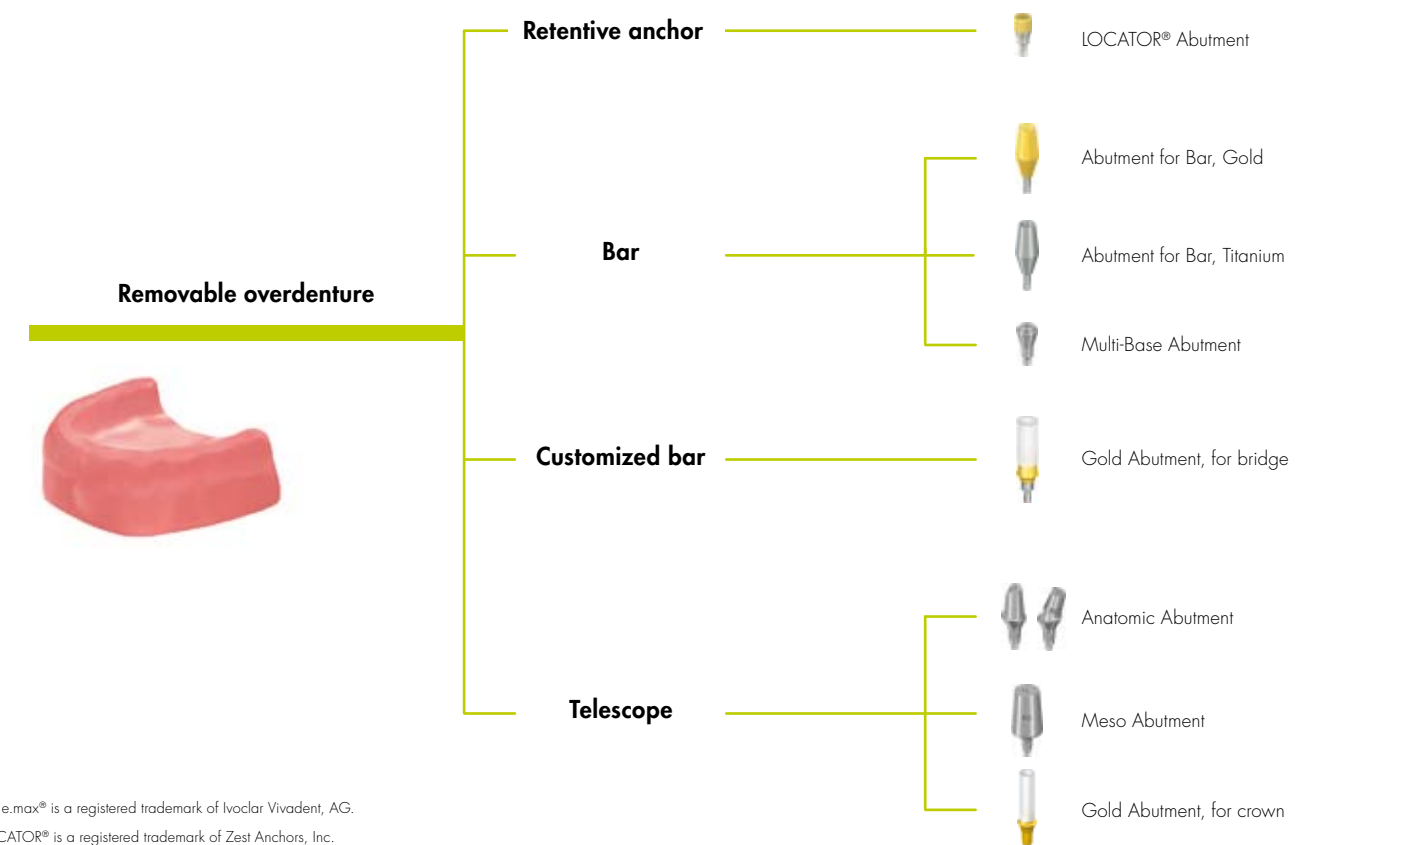 Removable overdenture
Retentive anchor
LOCATOR® Abutment
Bar
Abutment for Bar, Gold
Abutment for Bar, Titanium
Multi-Base Abutment
Customized bar
Gold Abutment, for bridge
Telescope
Anatomic Abutment
Meso Abutment
Gold Abutment, for crown
e.max® is a registered trademark of Ivoclar Vivadent, AG.
CATOR® is a registered trademark of Zest Anchors, Inc.